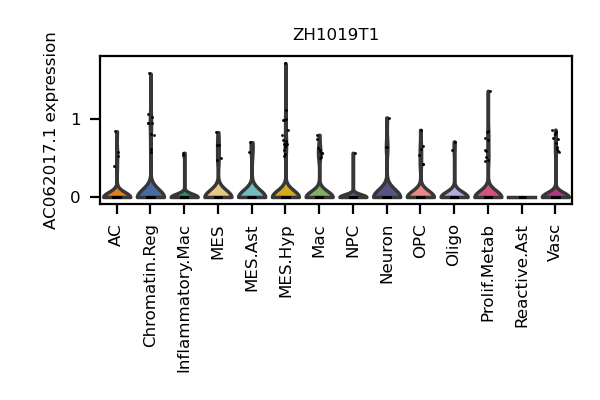 ZH1019T1
AC062017.1 expression
1
0
AC
Chromatin.Reg
Inflammatory.Mac
MES
MES.Ast
MES.Hyp
Mac
NPC
Neuron
OPC
Oligo
Prolif.Metab
Reactive.Ast
Vasc